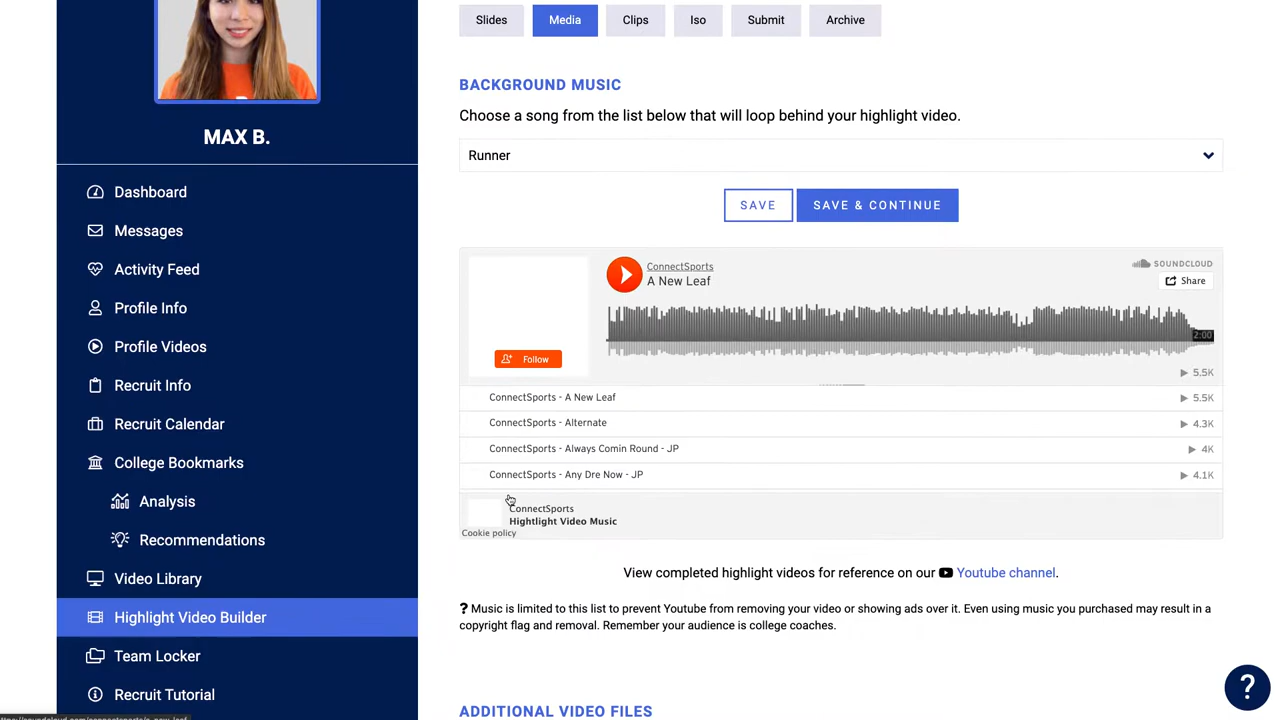 Slides
Media
Clips
Iso
Submit
Archive
MAX B.
Dashboard
Messages
Activity Feed
Profile Info
Profile Videos
Recruit Info
Recruit Calendar
College Bookmarks
Analysis
Recommendations
Video Library
Highlight Video Builder
Team Locker
Recruit Tutorial
BACKGROUND MUSIC
Choose a song from the list below that will loop behind your highlight video.
Runner
SAVE
SAVE & CONTINUE
ConnectSports
A New Leaf
SOUNDCLOUD
Share
Follow
2:00
5.5K
ConnectSports - A New Leaf 5.5K
ConnectSports - Alternate 4.3K
ConnectSports - Always Comin Round - JP 4K
ConnectSports - Any Dre Now - JP 4.1K
ConnectSports
Hightlight Video Music
Cookie policy
View completed highlight videos for reference on our Youtube channel.
? Music is limited to this list to prevent Youtube from removing your video or showing ads over it. Even using music you purchased may result in a
copyright flag and removal. Remember your audience is college coaches.
ADDITIONAL VIDEO FILES
?